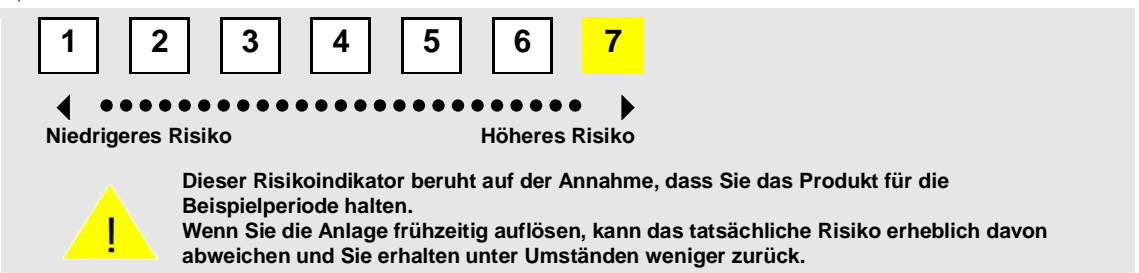 1 2 3 4 5 6 7
Niedrigeres Risiko Höheres Risiko
Dieser Risikoindikator beruht auf der Annahme, dass Sie das Produkt für die
Beispielperiode halten.
Wenn Sie die Anlage frühzeitig auflösen, kann das tatsächliche Risiko erheblich davon
abweichen und Sie erhalten unter Umständen weniger zurück.
!